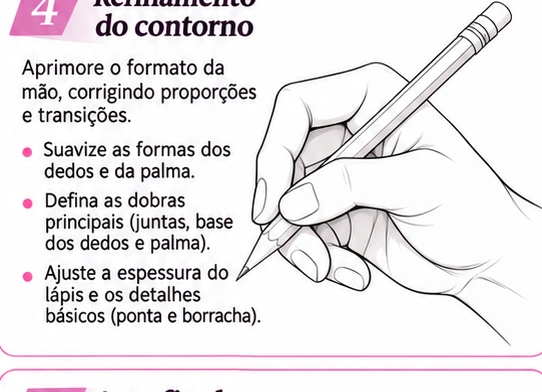 4
Refinamento
do contorno
Aprimore o formato da
mão, corrigindo proporções
e transições.
Suavize as formas dos
dedos e da palma.
Defina as dobras
principais (juntas, base
dos dedos e palma).
Ajuste a espessura do
lápis e os detalhes
básicos (ponta e borracha).